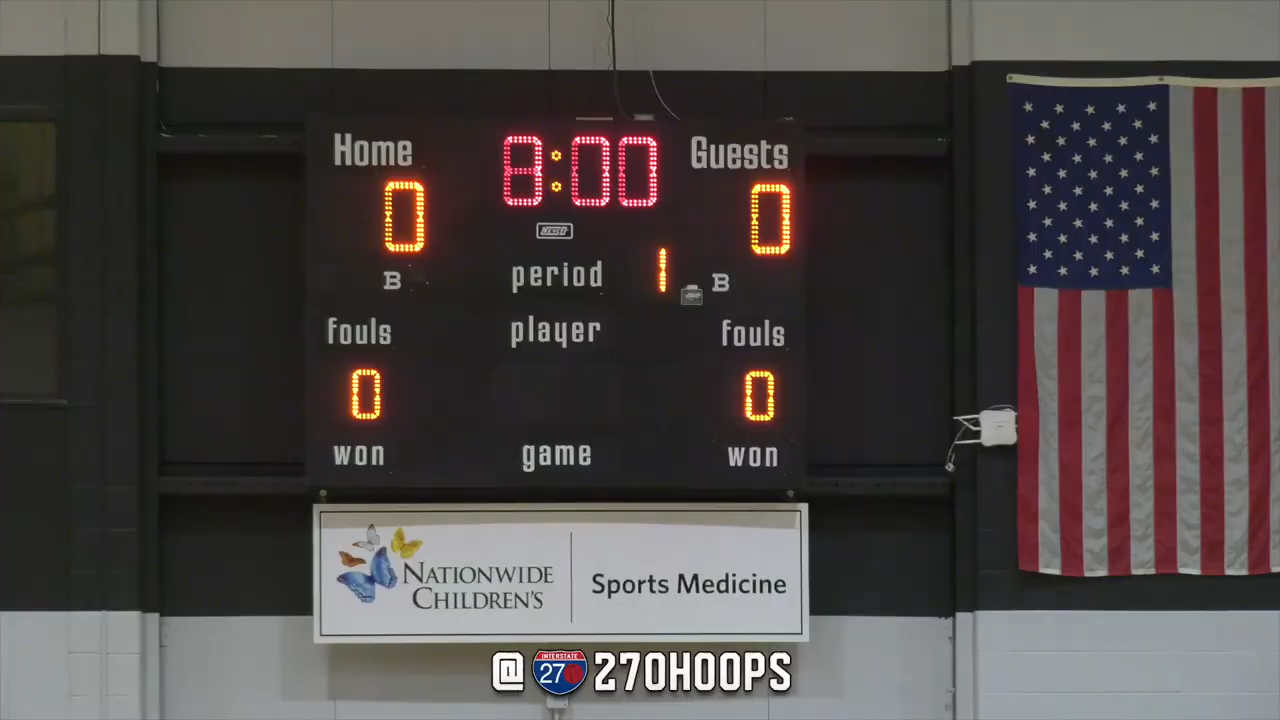 Home 8:00 Guests
0 0
B period 1 B
fouls player fouls
0 0
won game won
NATIONWIDE CHILDREN'S Sports Medicine
@ INTERSTATE 27 270HOOPS